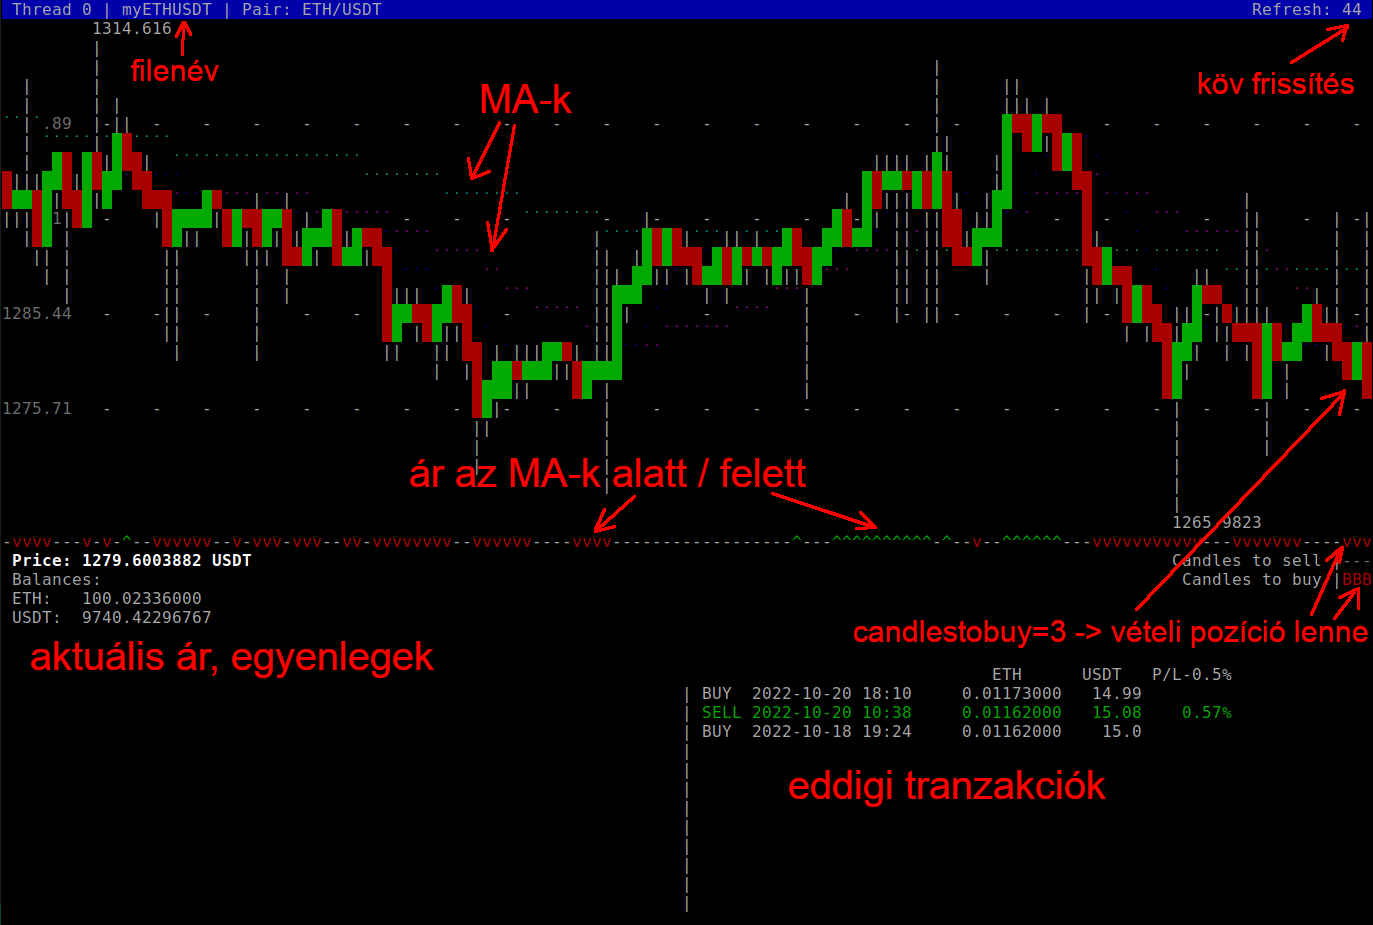 Thread 0 | myETHUSDT | Pair: ETH/USDT Refresh: 44
1314.616
filenév
köv frissítés
MA-k
.89
1
1285.44
1275.71
ár az MA-k alatt / felett
1265.9823
-vvvv---v-v-^--vvvvvv--v-vvv-vvv--vv-vvvvvvvv--vvvvvv----vvvv------------------^---^^^^^^^^^^-^--v--^^^^^^---vvvvvvvvvvv---vvvvvvv----vvv
Price: 1279.6003882 USDT
Candles to sell |---
Balances:
Candles to buy |BBB
ETH: 100.02336000
USDT: 9740.42296767
candlestobuy=3 -> vételi pozíció lenne
aktuális ár, egyenlegek
ETH USDT P/L-0.5%
| BUY 2022-10-20 18:10 0.01173000 14.99
| SELL 2022-10-20 10:38 0.01162000 15.08 0.57%
| BUY 2022-10-18 19:24 0.01162000 15.0
eddigi tranzakciók